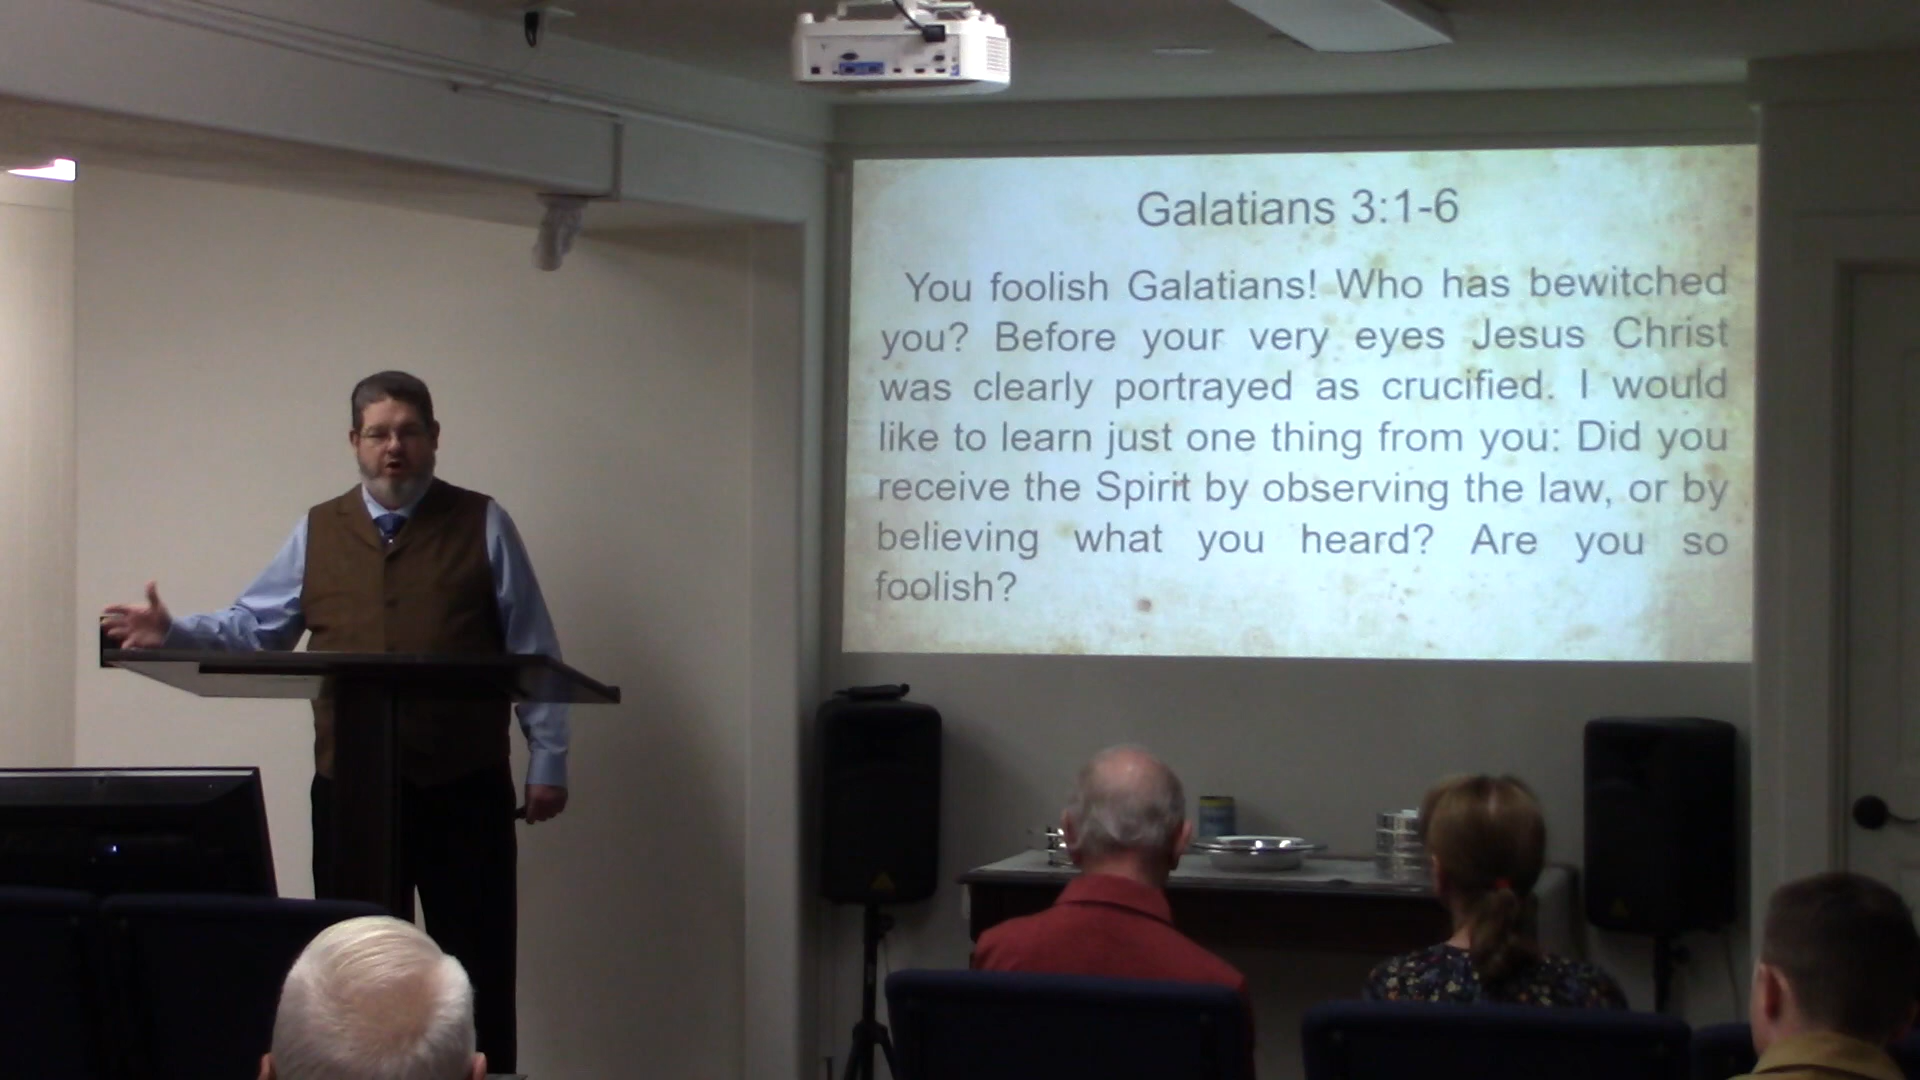 Galatians 3:1-6
You foolish Galatians! Who has bewitched
you? Before your very eyes Jesus Christ
was clearly portrayed as crucified. I would
like to learn just one thing from you: Did you
receive the Spirit by observing the law, or by
believing what you heard? Are you so
foolish?